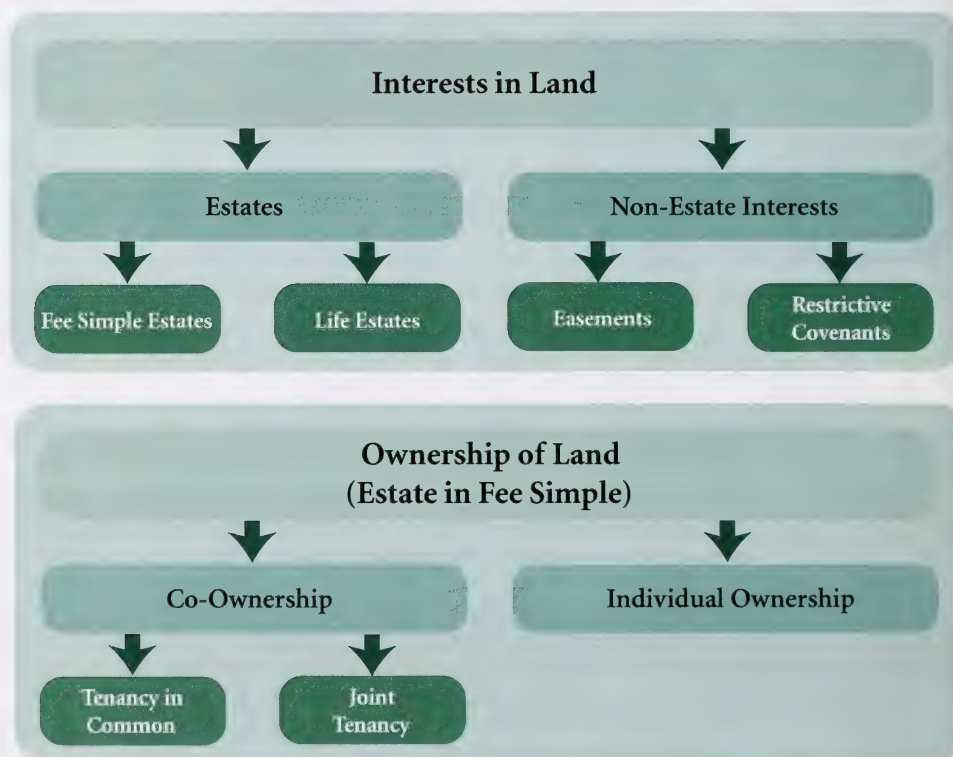 Interests in Land
Estates
Non-Estate Interests
Fee Simple Estates
Life Estates
Easements
Restrictive
Covenants
Ownership of Land
(Estate in Fee Simple)
Co-Ownership
Individual Ownership
Tenancy in
Common
Joint
Tenancy